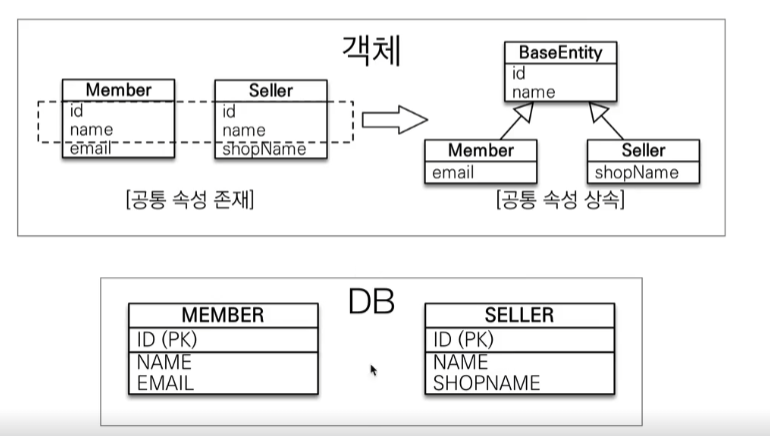 객체
Member
id
name
email
Seller
id
name
shopName
[공통 속성 존재]
BaseEntity
id
name
Member
email
Seller
shopName
[공통 속성 상속]
DB
MEMBER
ID (PK)
NAME
EMAIL
SELLER
ID (PK)
NAME
SHOPNAME